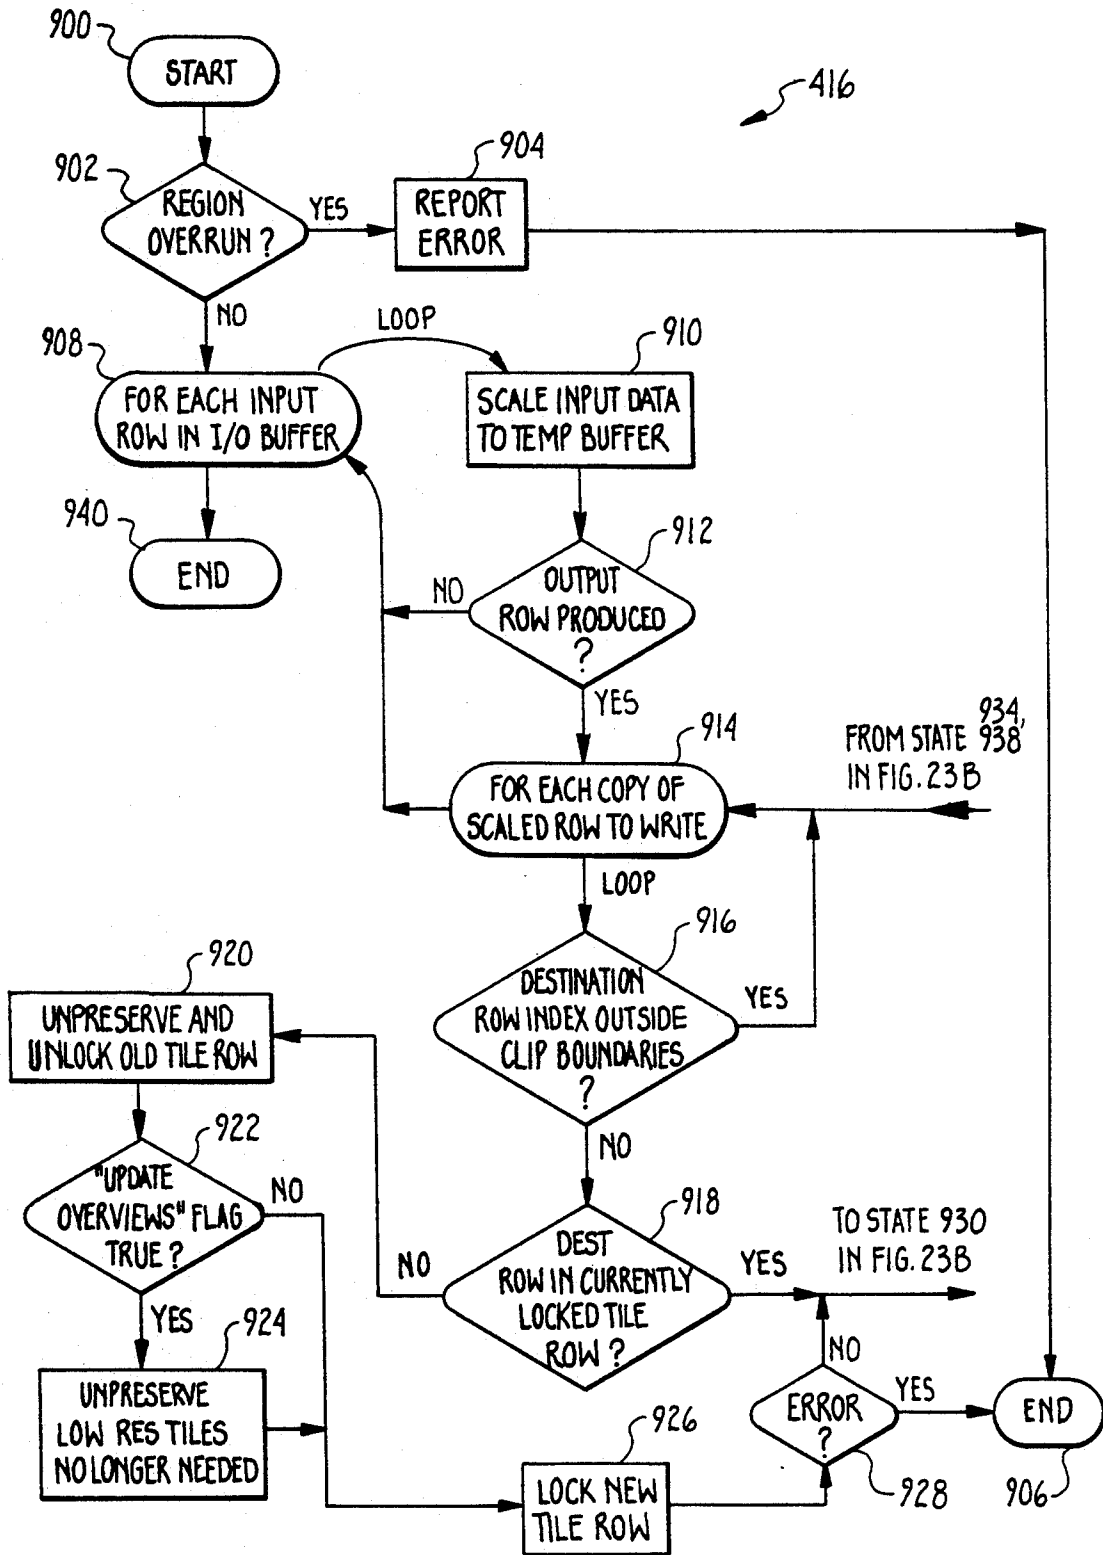 900
START
416
902
REGION
OVERRUN ?
YES
904
REPORT
ERROR
NO
LOOP
908
FOR EACH INPUT
ROW IN I/O BUFFER
910
SCALE INPUT DATA
TO TEMP BUFFER
940
END
912
OUTPUT
ROW PRODUCED
?
NO
YES
914
FOR EACH COPY OF
SCALED ROW TO WRITE
FROM STATE 934,
938
IN FIG. 23B
LOOP
916
DESTINATION
ROW INDEX OUTSIDE
CLIP BOUNDARIES
?
YES
NO
920
UNPRESERVE AND
UNLOCK OLD TILE ROW
922
"UPDATE
OVERVIEWS" FLAG
TRUE ?
NO
YES
918
DEST
ROW IN CURRENTLY
LOCKED TILE
ROW ?
NO
YES
TO STATE 930
IN FIG. 23B
924
UNPRESERVE
LOW RES TILES
NO LONGER NEEDED
926
LOCK NEW
TILE ROW
NO
ERROR
?
YES
928
END
906